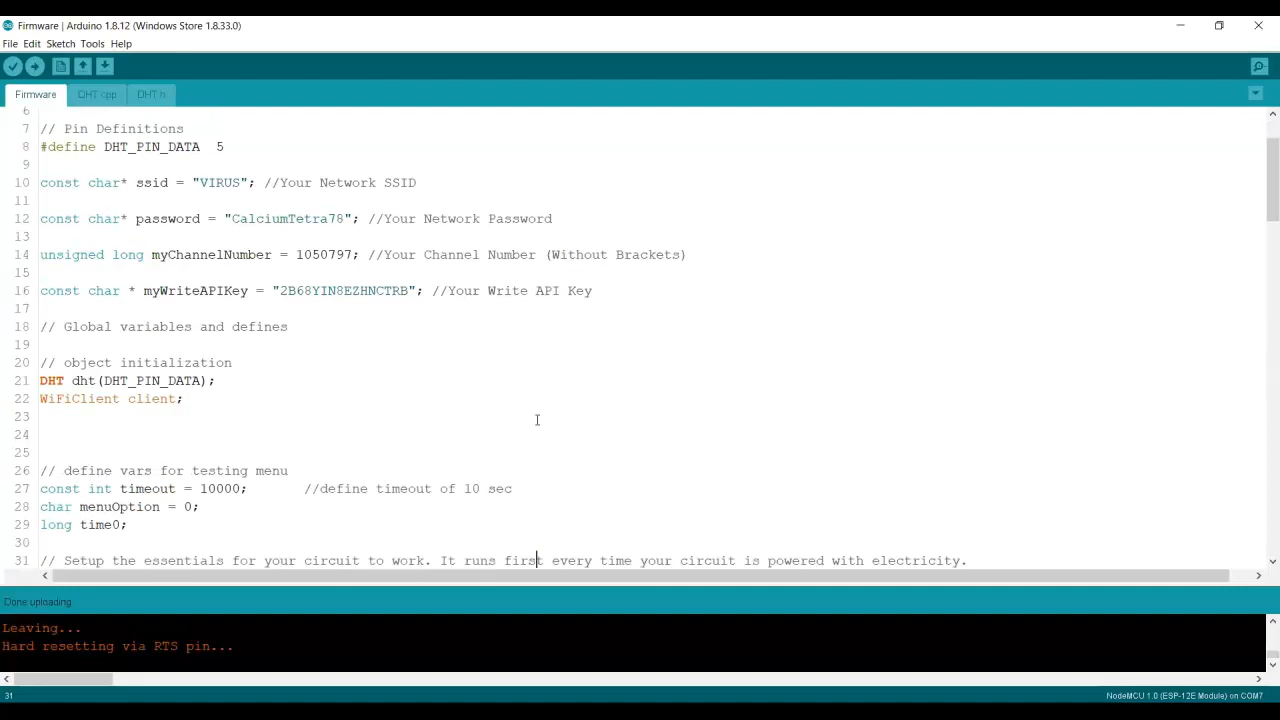 Firmware | Arduino 1.8.12 (Windows Store 1.8.33.0)
File Edit Sketch Tools Help
Firmware DHT.cpp DHT.h
6
7 // Pin Definitions
8 #define DHT_PIN_DATA 5
9
10 const char* ssid = "VIRUS"; //Your Network SSID
11
12 const char* password = "CalciumTetra78"; //Your Network Password
13
14 unsigned long myChannelNumber = 1050797; //Your Channel Number (Without Brackets)
15
16 const char * myWriteAPIKey = "2B68YIN8EZHNCTRB"; //Your Write API Key
17
18 // Global variables and defines
19
20 // object initialization
21 DHT dht(DHT_PIN_DATA);
22 WiFiClient client;
23
24
25
26 // define vars for testing menu
27 const int timeout = 10000; //define timeout of 10 sec
28 char menuOption = 0;
29 long time0;
30
31 // Setup the essentials for your circuit to work. It runs first every time your circuit is powered with electricity.
Done uploading.
Leaving...
Hard resetting via RTS pin...
31 NodeMCU 1.0 (ESP-12E Module) on COM7